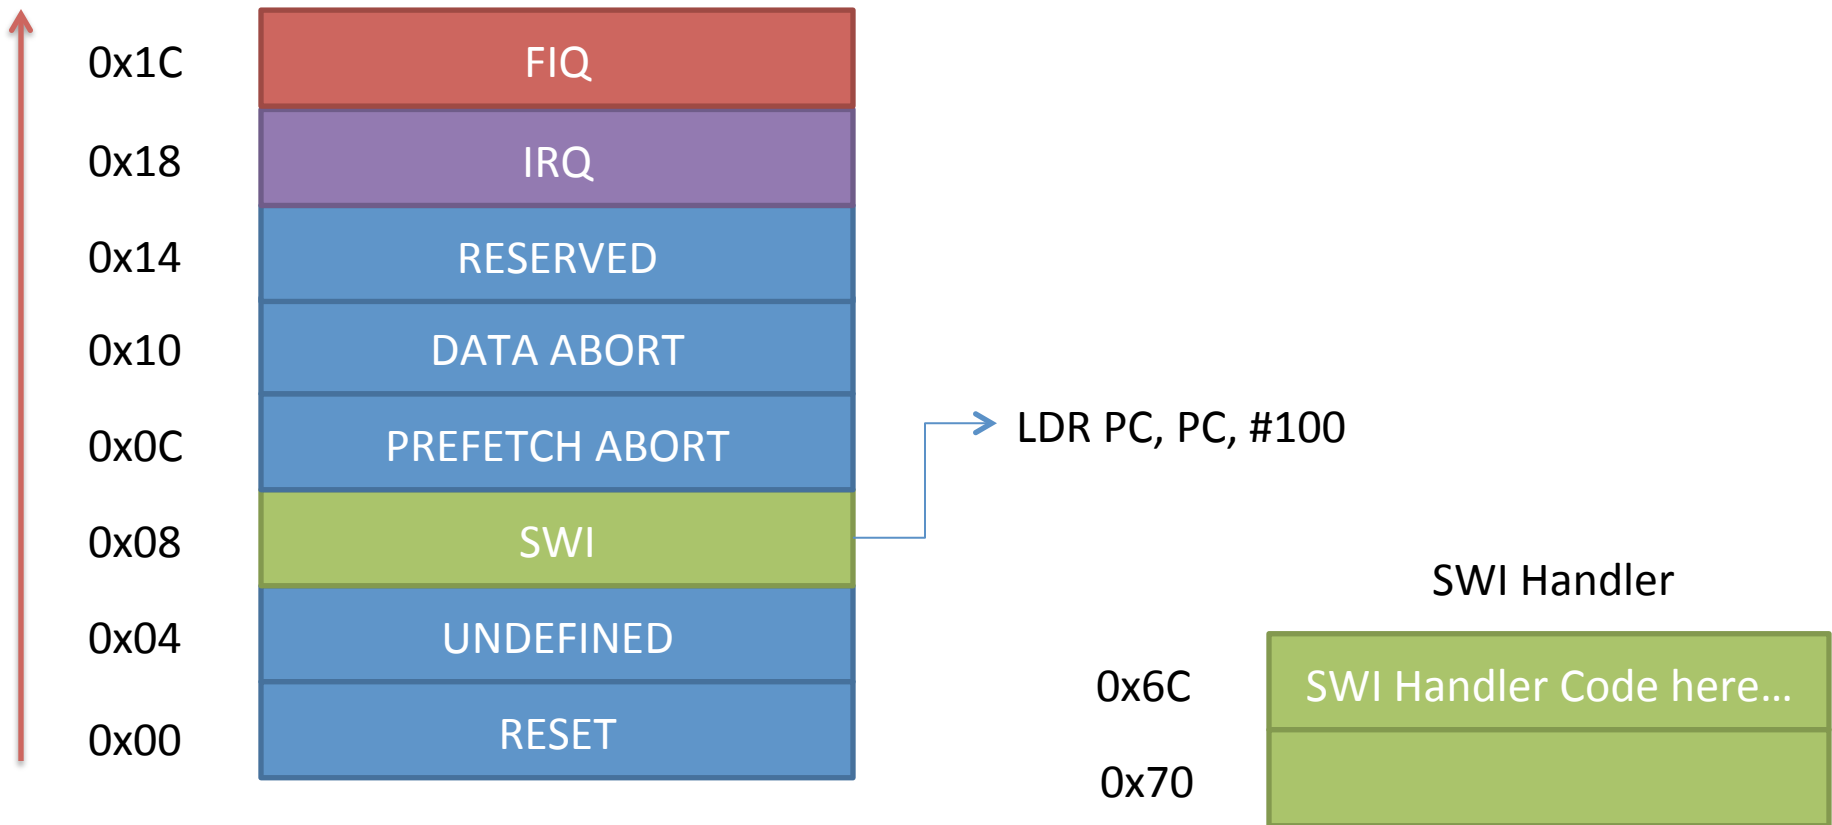 0x1C FIQ
0x18 IRQ
0x14 RESERVED
0x10 DATA ABORT
0x0C PREFETCH ABORT
LDR PC, PC, #100
0x08 SWI
SWI Handler
0x04 UNDEFINED
0x6C SWI Handler Code here...
0x00 RESET
0x70